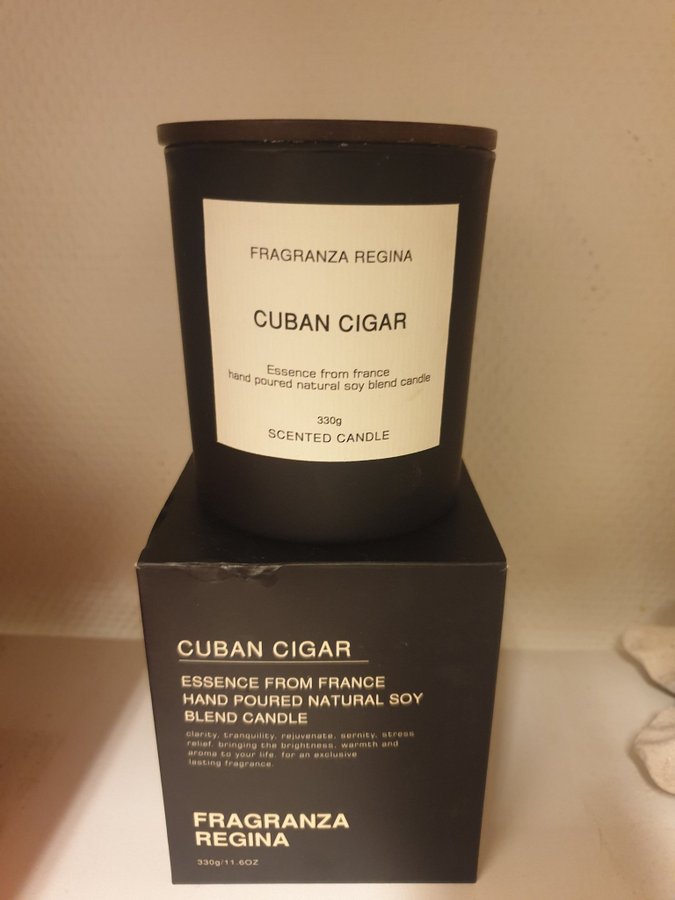 FRAGRANZA REGINA
CUBAN CIGAR
Essence from france
hand poured natural soy blend candle
330g
SCENTED CANDLE
CUBAN CIGAR
ESSENCE FROM FRANCE
HAND POURED NATURAL SOY
BLEND CANDLE
clarity, tranquility, rejuvenate, sernity, stress
relief, bringing the brightness, warmth and
aroma to your life, for an exclusive
lasting fragrance.
FRAGRANZA
REGINA
330g/11.6OZ